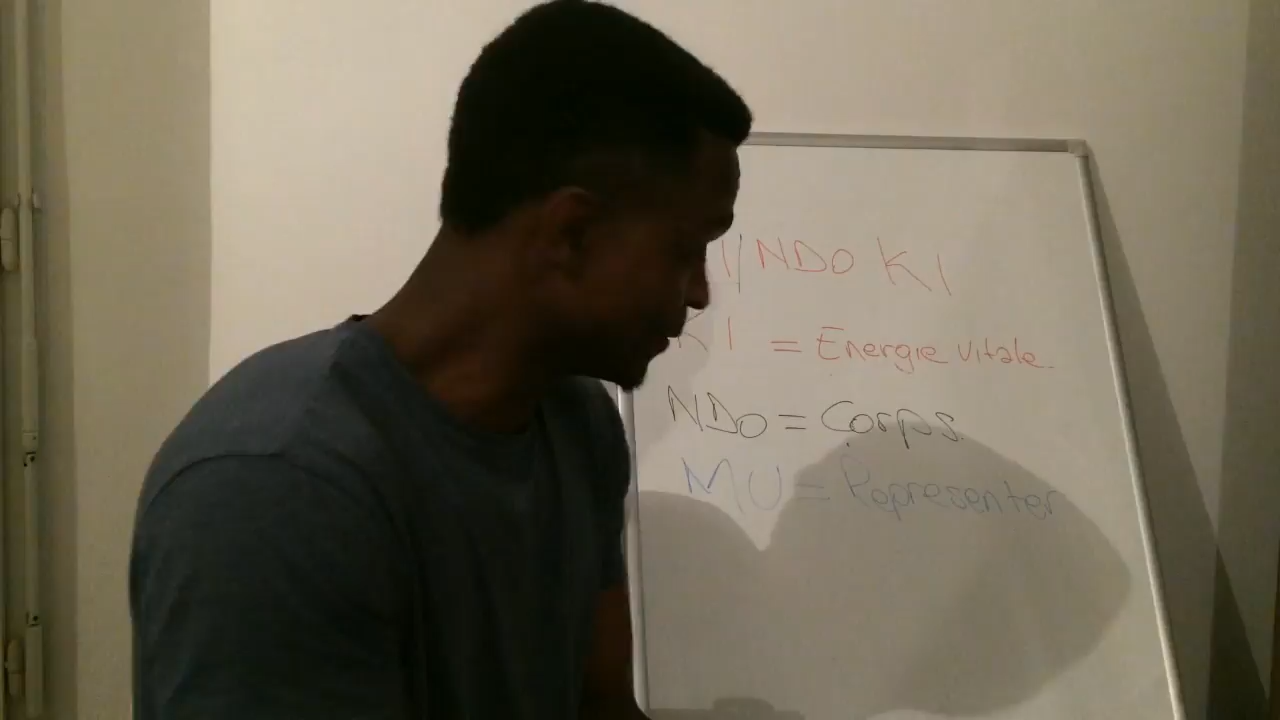 NDO KI
KI = Energie vitale
NDO = Corps.
MU = Representer